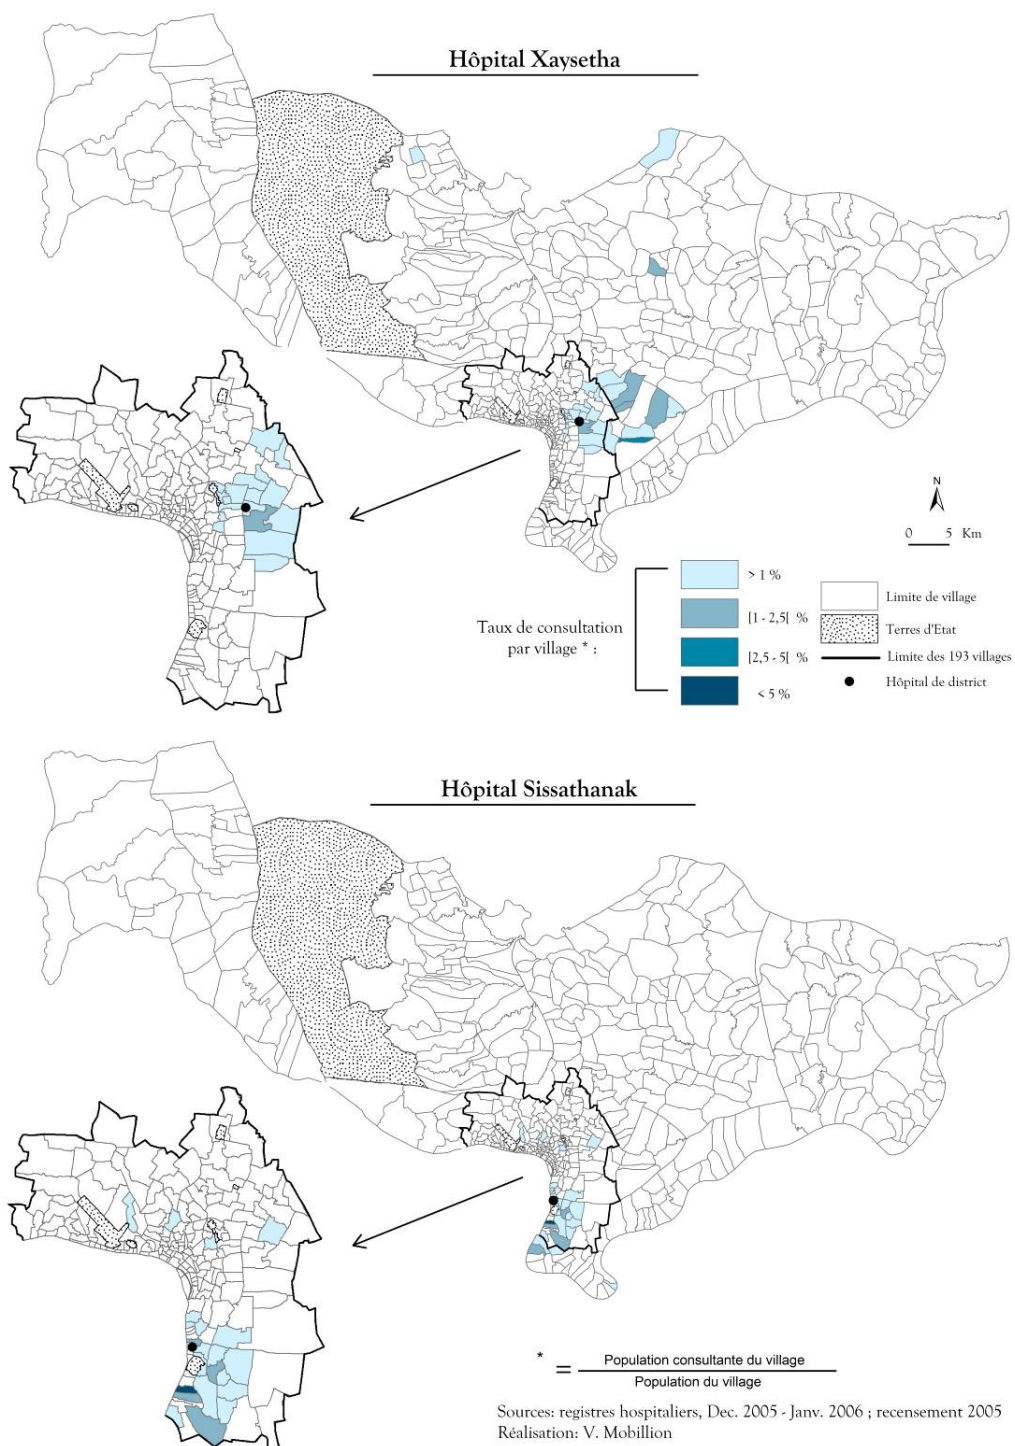 Hôpital Xaysetha
N
0 5 Km
Taux de consultation
par village * :
> 1 %
[1 - 2,5[ %
[2,5 - 5[ %
< 5 %
Limite de village
Terres d'Etat
Limite des 193 villages
Hôpital de district
Hôpital Sissathanak
* = Population consultante du village
Population du village
Sources: registres hospitaliers, Dec. 2005 - Janv. 2006 ; recensement 2005
Réalisation: V. Mobillion